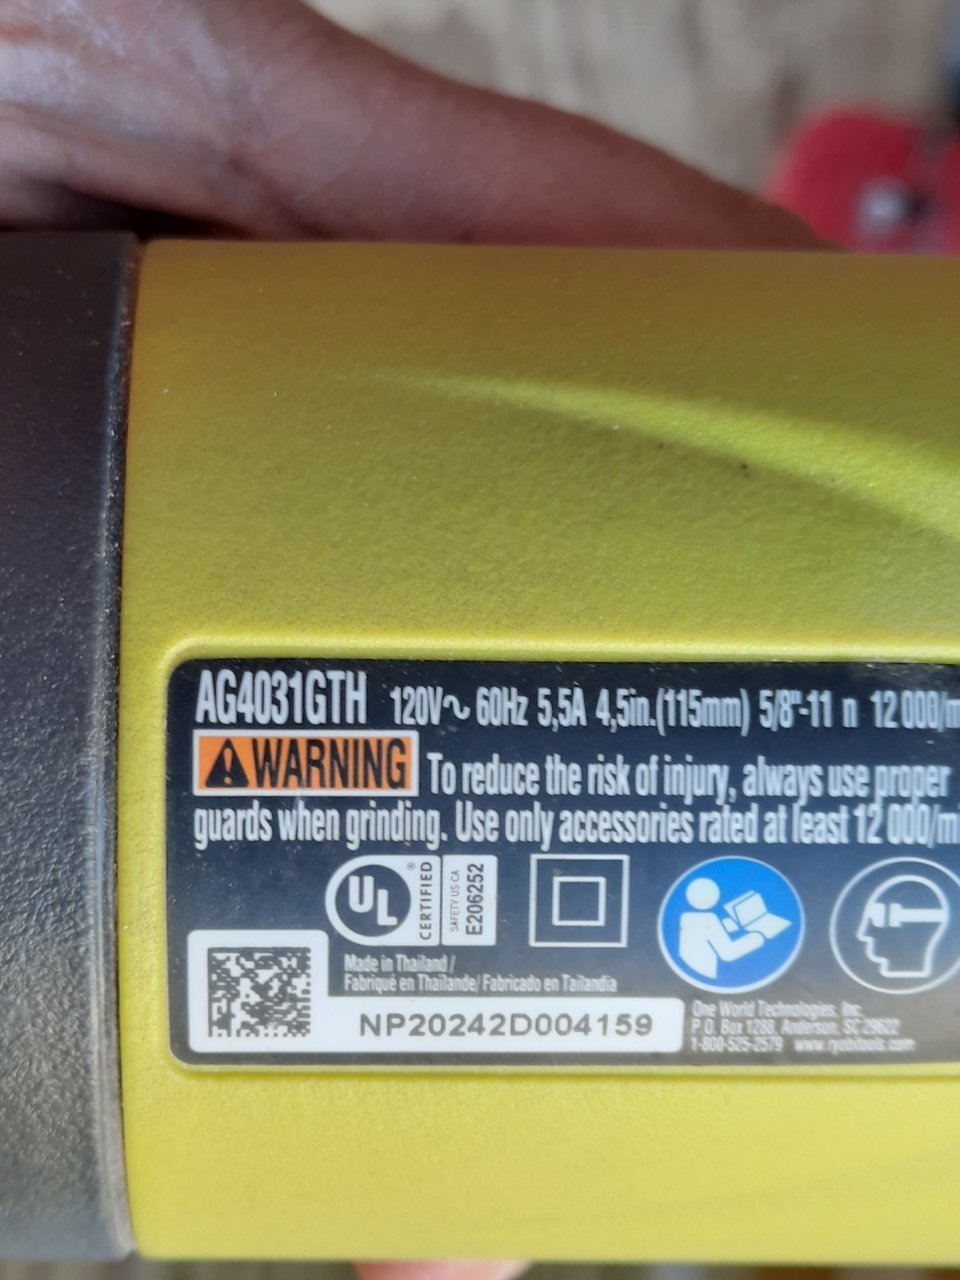 AG4031GTH 120V~ 60Hz 5,5A 4,5in.(115mm) 5/8"-11 n 12 000/m
WARNING To reduce the risk of injury, always use proper
guards when grinding. Use only accessories rated at least 12 000/mi
UL
®
CERTIFIED
SAFETY US CA
E206252
Made in Thailand /
Fabriqué en Thaïlande/ Fabricado en Tailandia
NP20242D004159
One World Technologies, Inc.
P.O. Box 1288, Anderson, SC 29622
1-800-525-2579 www.ryobitools.com